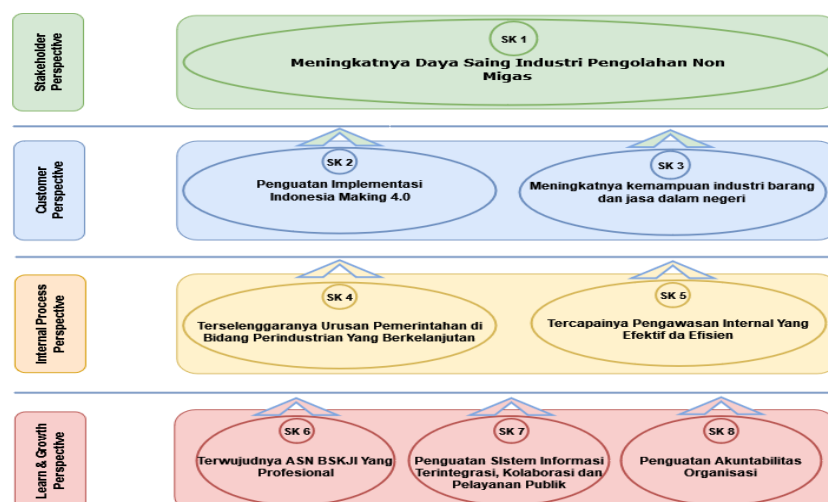 Stakeholder
Perspective
SK 1
Meningkatnya Daya Saing Industri Pengolahan Non
Migas
Customer
Perspective
SK 2
Penguatan Implementasi
Indonesia Making 4.0
SK 3
Meningkatnya kemampuan industri barang
dan jasa dalam negeri
Internal Process
Perspective
SK 4
Terselenggaranya Urusan Pemerintahan di
Bidang Perindustrian Yang Berkelanjutan
SK 5
Tercapainya Pengawasan Internal Yang
Efektif da Efisien
Learn & Growth
Perspective
SK 6
Terwujudnya ASN BSKJI Yang
Profesional
SK 7
Penguatan SIstem Informasi
Terintegrasi, Kolaborasi dan
Pelayanan Publik
SK 8
Penguatan Akuntabilitas
Organisasi